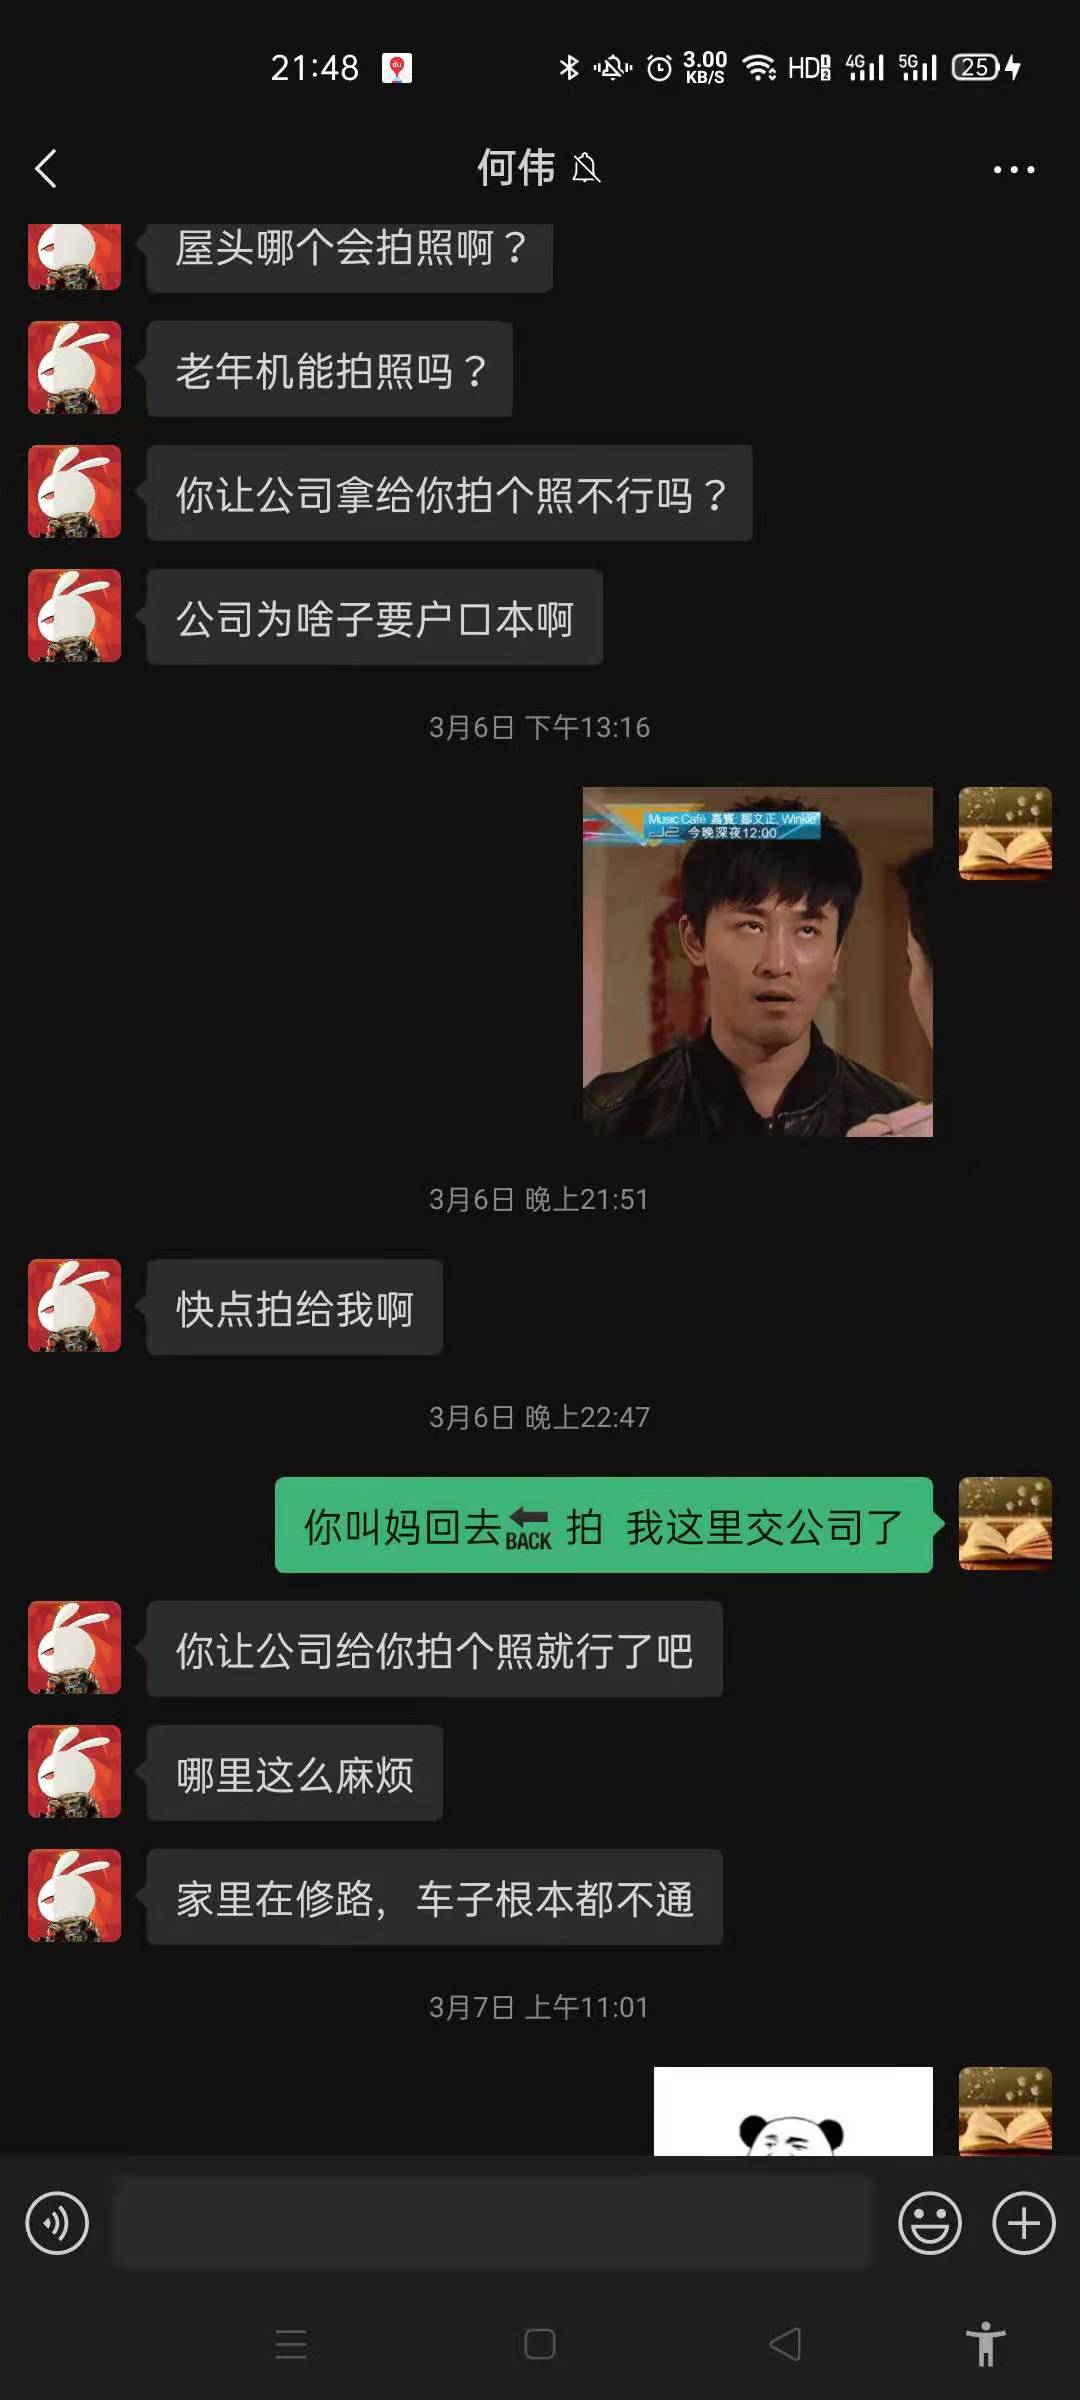 21:48
3.00
KB/S
HD
4G
5G
25
何伟
屋头哪个会拍照啊？
老年机能拍照吗？
你让公司拿给你拍个照不行吗？
公司为啥子要户口本啊
3月6日 下午13:16
Music Café 嘉賓: 鄒文正, Winkie
J2 今晚深夜12:00
3月6日 晚上21:51
快点拍给我啊
3月6日 晚上22:47
你叫妈回去🔙 拍 我这里交公司了
你让公司给你拍个照就行了吧
哪里这么麻烦
家里在修路，车子根本都不通
3月7日 上午11:01